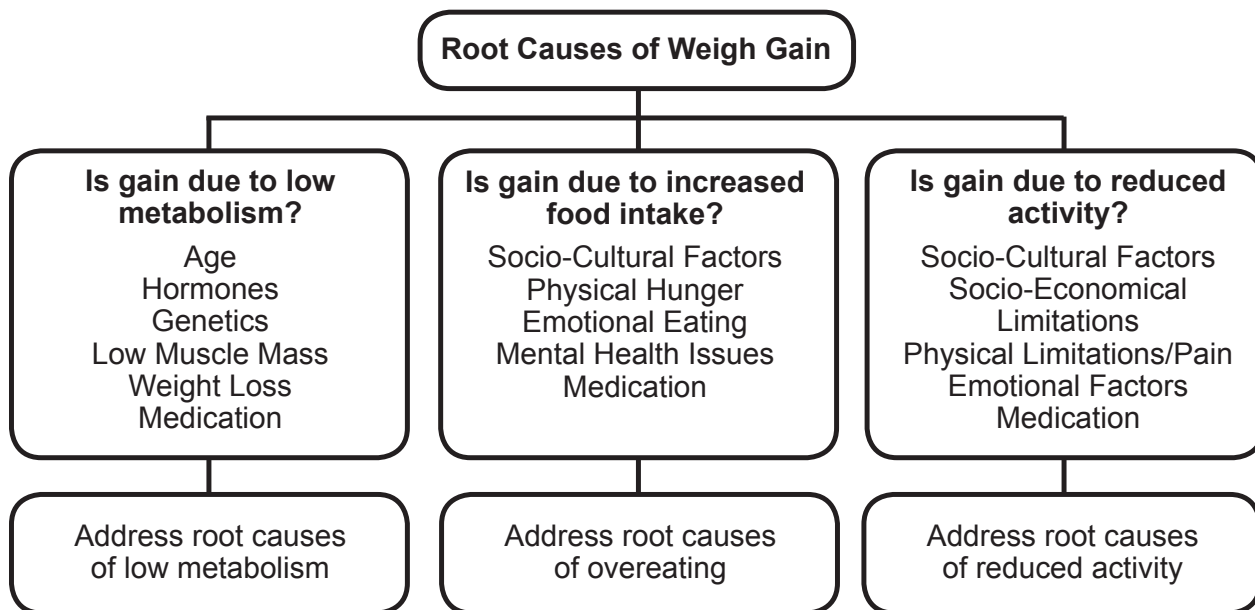 Root Causes of Weigh Gain
Is gain due to low
metabolism?
Age
Hormones
Genetics
Low Muscle Mass
Weight Loss
Medication
Is gain due to increased
food intake?
Socio-Cultural Factors
Physical Hunger
Emotional Eating
Mental Health Issues
Medication
Is gain due to reduced
activity?
Socio-Cultural Factors
Socio-Economical
Limitations
Physical Limitations/Pain
Emotional Factors
Medication
Address root causes
of low metabolism
Address root causes
of overeating
Address root causes
of reduced activity